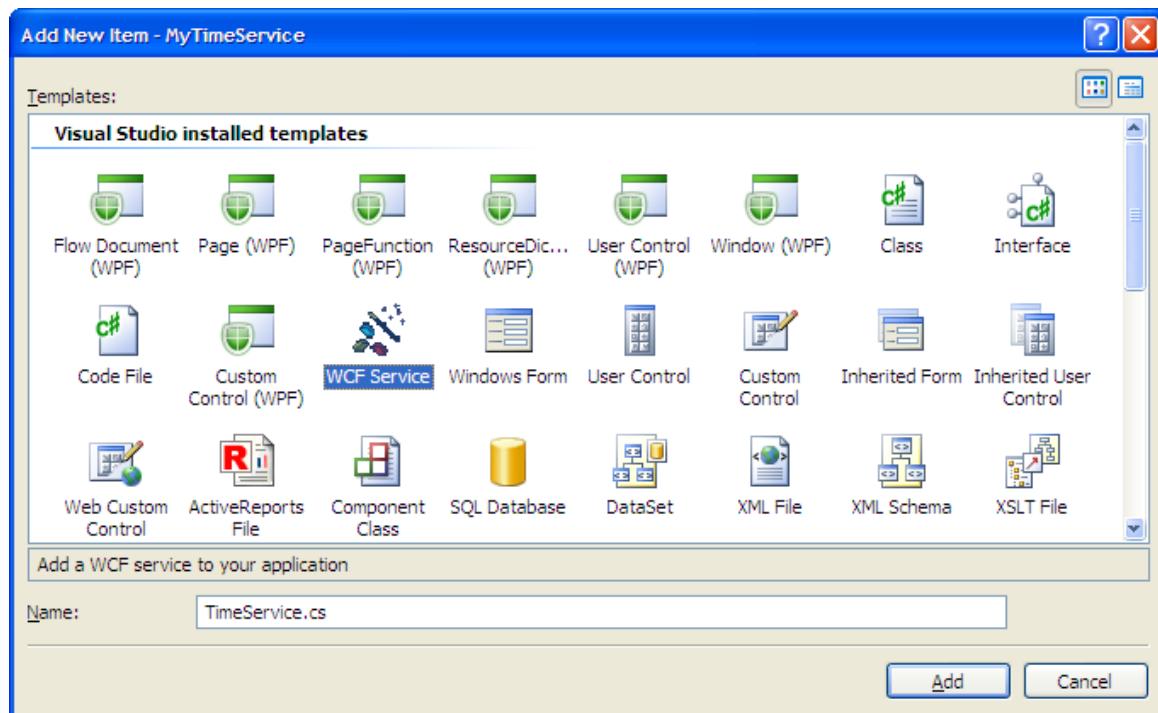 Add New Item - MyTimeService
?
Templates:
Visual Studio installed templates
Flow Document Page (WPF) PageFunction ResourceDic... User Control Window (WPF) Class Interface
(WPF) (WPF) (WPF) (WPF)
Code File Custom WCF Service Windows Form User Control Custom Inherited Form Inherited User
Control (WPF) Control Control
Web Custom ActiveReports Component SQL Database DataSet XML File XML Schema XSLT File
Control File Class
Add a WCF service to your application
Name: TimeService.cs
Add Cancel